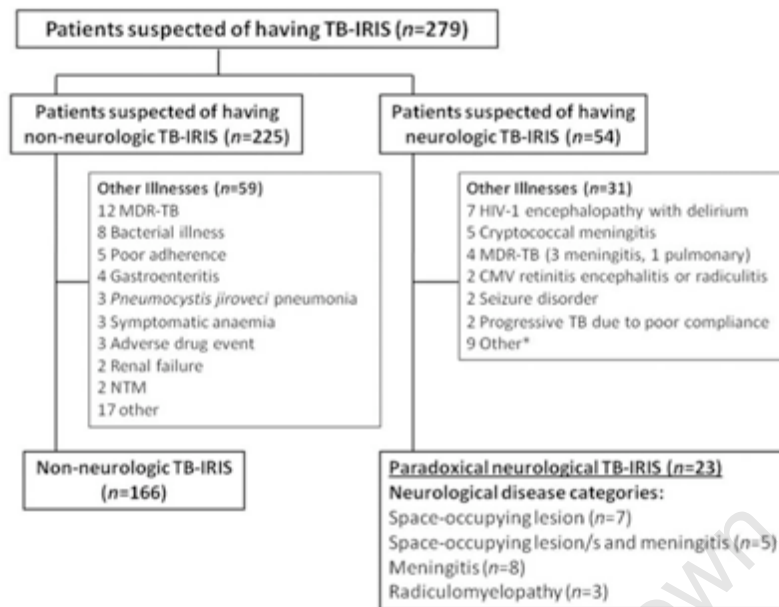 Patients suspected of having TB-IRIS (n=279)
Patients suspected of having
non-neurologic TB-IRIS (n=225)
Patients suspected of having
neurologic TB-IRIS (n=54)
Other Illnesses (n=59)
12 MDR-TB
8 Bacterial illness
5 Poor adherence
4 Gastroenteritis
3 Pneumocystis jiroveci pneumonia
3 Symptomatic anaemia
3 Adverse drug event
2 Renal failure
2 NTM
17 other
Other Illnesses (n=31)
7 HIV-1 encephalopathy with delirium
5 Cryptococcal meningitis
4 MDR-TB (3 meningitis, 1 pulmonary)
2 CMV retinitis encephalitis or radiculitis
2 Seizure disorder
2 Progressive TB due to poor compliance
9 Other*
Non-neurologic TB-IRIS
(n=166)
Paradoxical neurological TB-IRIS (n=23)
Neurological disease categories:
Space-occupying lesion (n=7)
Space-occupying lesion/s and meningitis (n=5)
Meningitis (n=8)
Radiculomyelopathy (n=3)
own